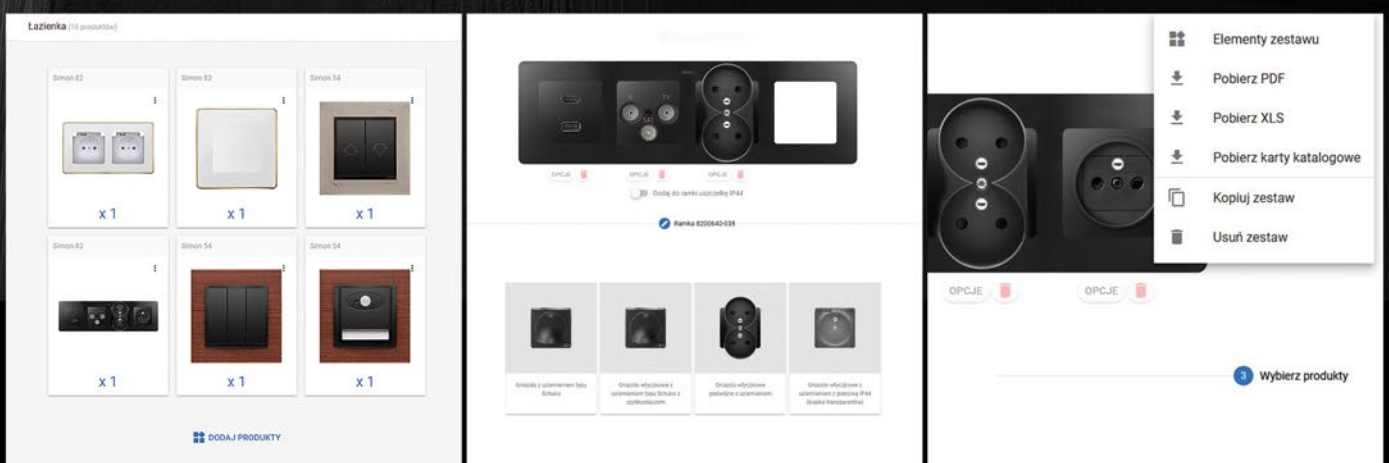 Łazienka (16 produktów)
Simon 82
Simon 82
Simon 54
x 1
x 1
x 1
Simon 82
Simon 54
Simon 54
x 1
x 1
x 1
DODAJ PRODUKTY
OPCJE
OPCJE
OPCJE
Dodaj do ramki uszczelkę IP44
Ramka 8200640-038
Gniazdo z uziemieniem typu
Schuko
Gniazdo wtyczkowe z
uziemieniem typu Schuko z
szybkozłączem
Gniazdo wtyczkowe
podwójne z uziemieniem
Gniazdo wtyczkowe z
uziemieniem z pokrywą IP44
(klapka transparentna)
Elementy zestawu
Pobierz PDF
Pobierz XLS
Pobierz karty katalogowe
Kopiuj zestaw
Usuń zestaw
OPCJE
OPCJE
3 Wybierz produkty